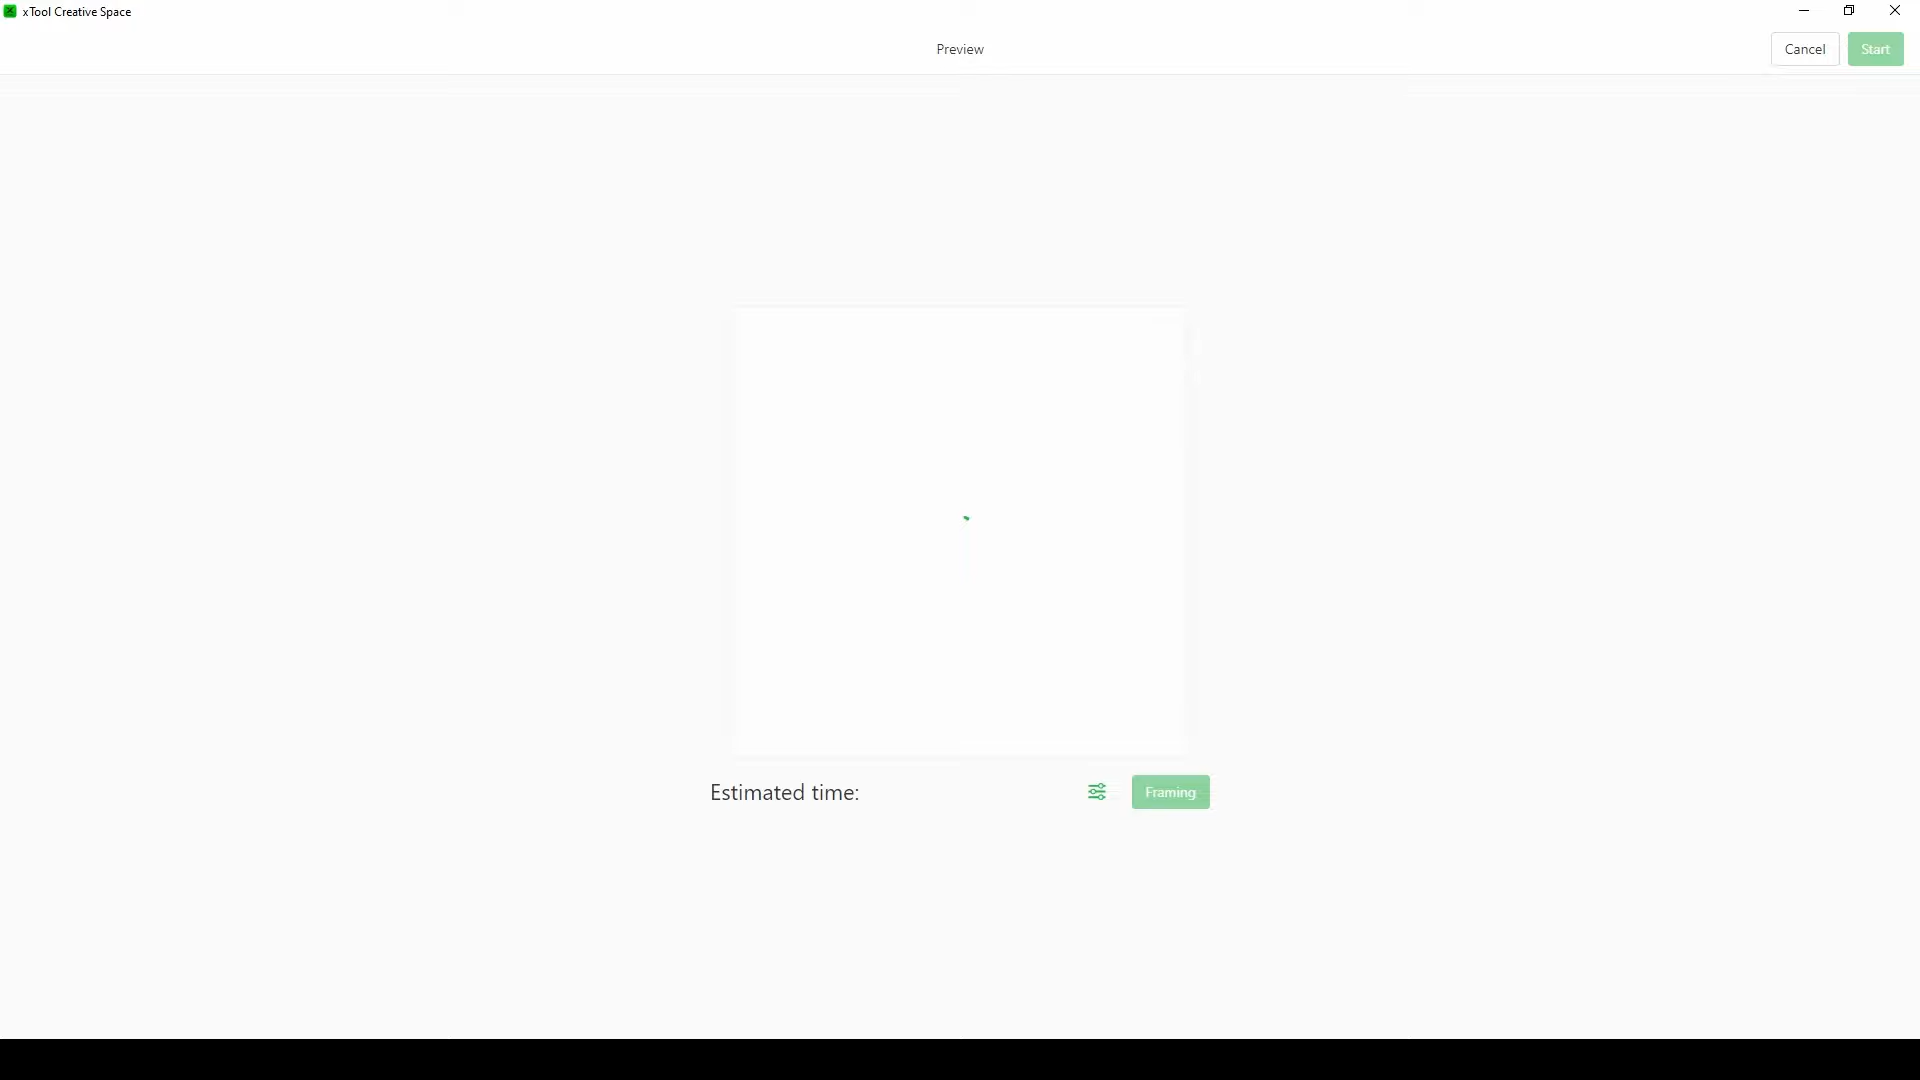 xTool Creative Space
Preview
Cancel
Start
Estimated time:
Framing